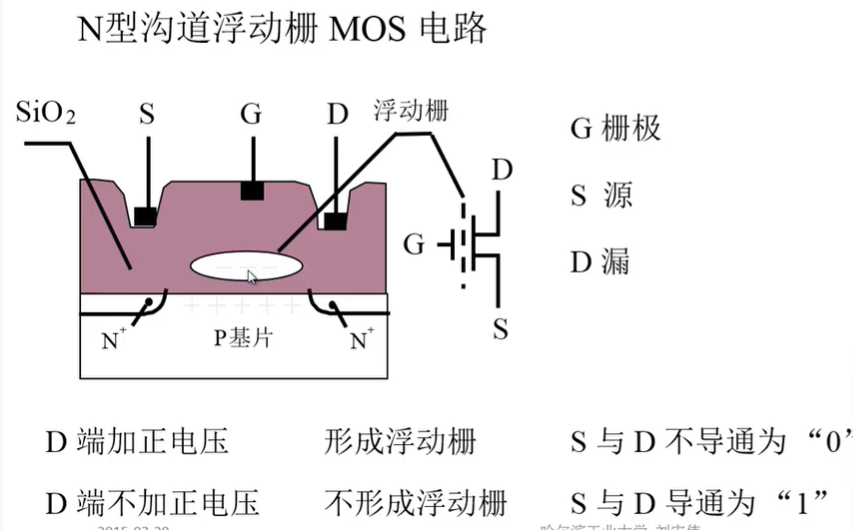 N型沟道浮动栅 MOS 电路
SiO2
S
G
D
浮动栅
G 栅极
D
S 源
G
D 漏
S
+ + + + +
N+
P基片
N+
D 端加正电压 形成浮动栅 S 与 D 不导通为 “0”
D 端不加正电压 不形成浮动栅 S 与 D 导通为 “1”